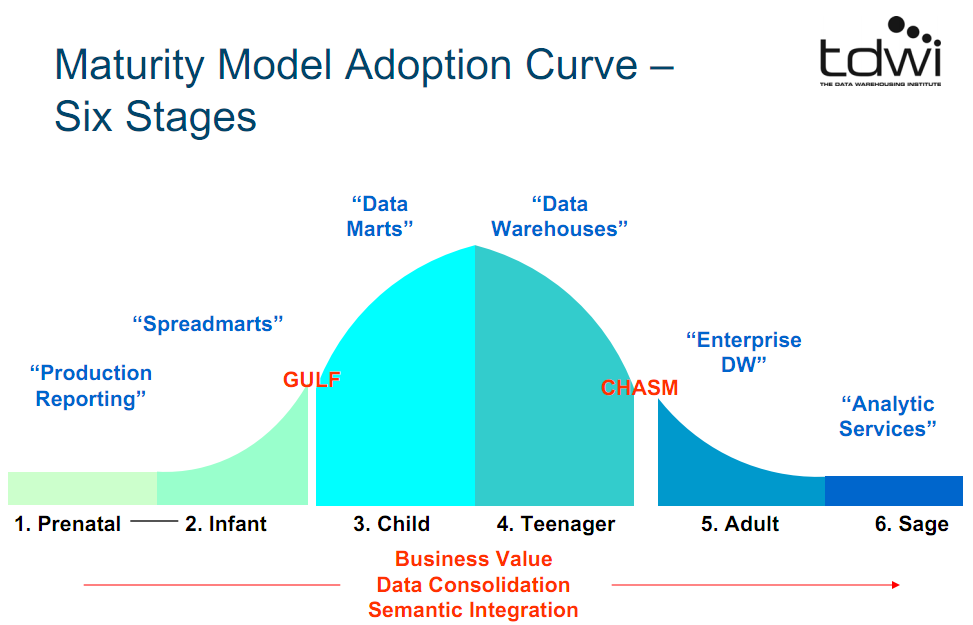 Maturity Model Adoption Curve –
Six Stages
tdwi
THE DATA WAREHOUSING INSTITUTE
“Data
Marts”
“Data
Warehouses”
“Spreadmarts”
“Enterprise
DW”
“Production
Reporting”
GULF
CHASM
“Analytic
Services”
1. Prenatal
2. Infant
3. Child
4. Teenager
5. Adult
6. Sage
Business Value
Data Consolidation
Semantic Integration